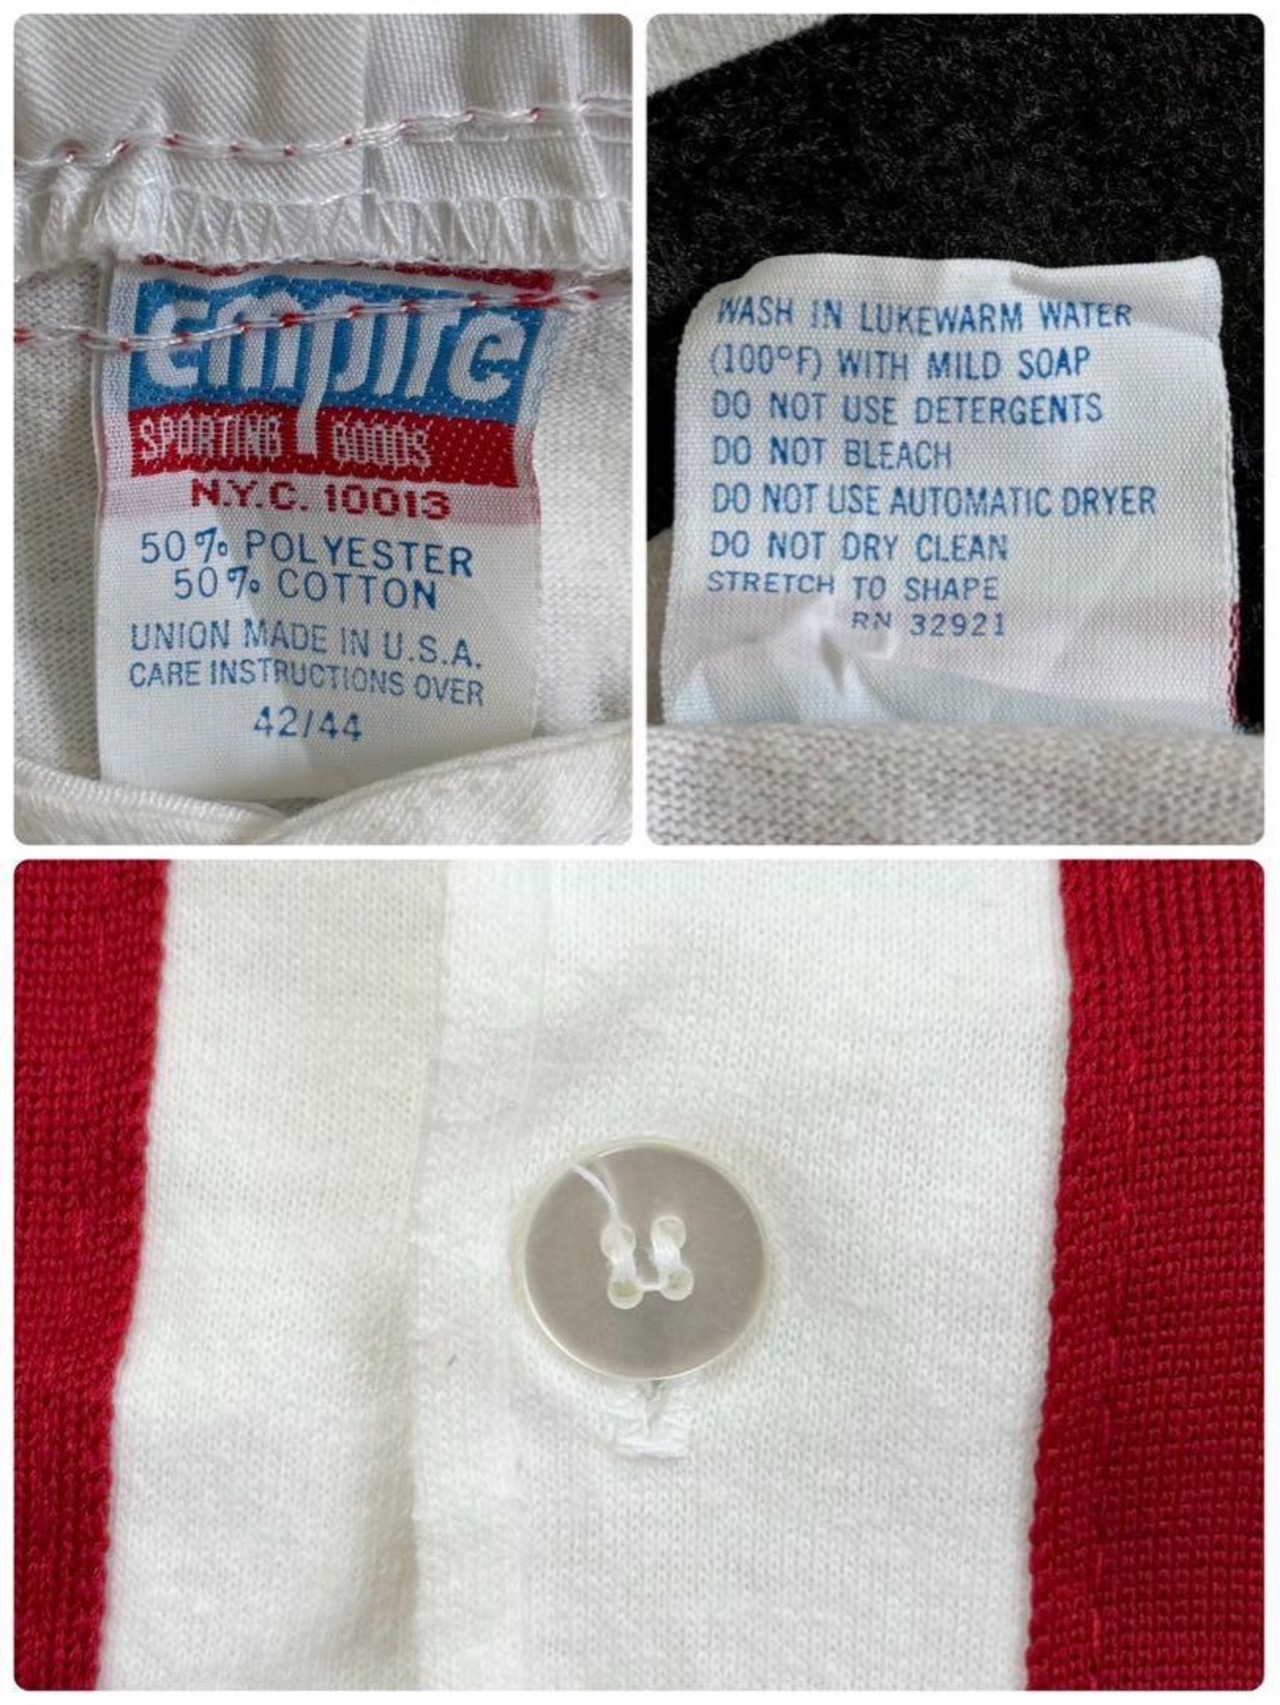 empire
SPORTING GOODS
N.Y.C. 10013
50% POLYESTER
50% COTTON
UNION MADE IN U.S.A.
CARE INSTRUCTIONS OVER
42/44
WASH IN LUKEWARM WATER
(100°F) WITH MILD SOAP
DO NOT USE DETERGENTS
DO NOT BLEACH
DO NOT USE AUTOMATIC DRYER
DO NOT DRY CLEAN
STRETCH TO SHAPE
RN 32921